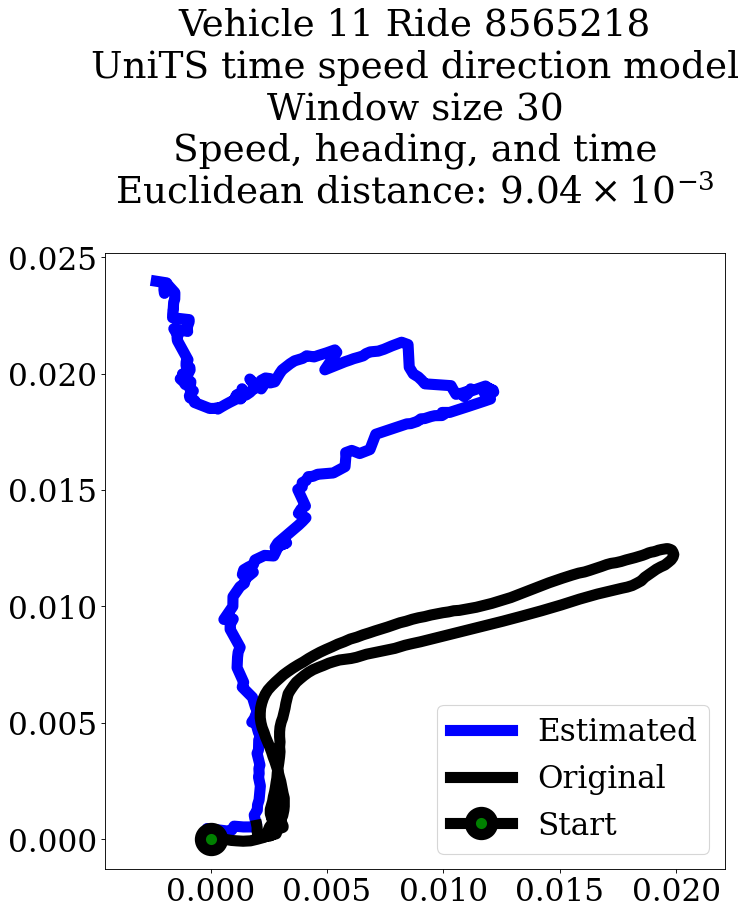 Vehicle 11 Ride 8565218
UniTS time speed direction model
Window size 30
Speed, heading, and time
Euclidean distance: 9.04 × 10⁻³
0.025
0.020
0.015
0.010
0.005
0.000
Estimated
Original
Start
0.000 0.005 0.010 0.015 0.020